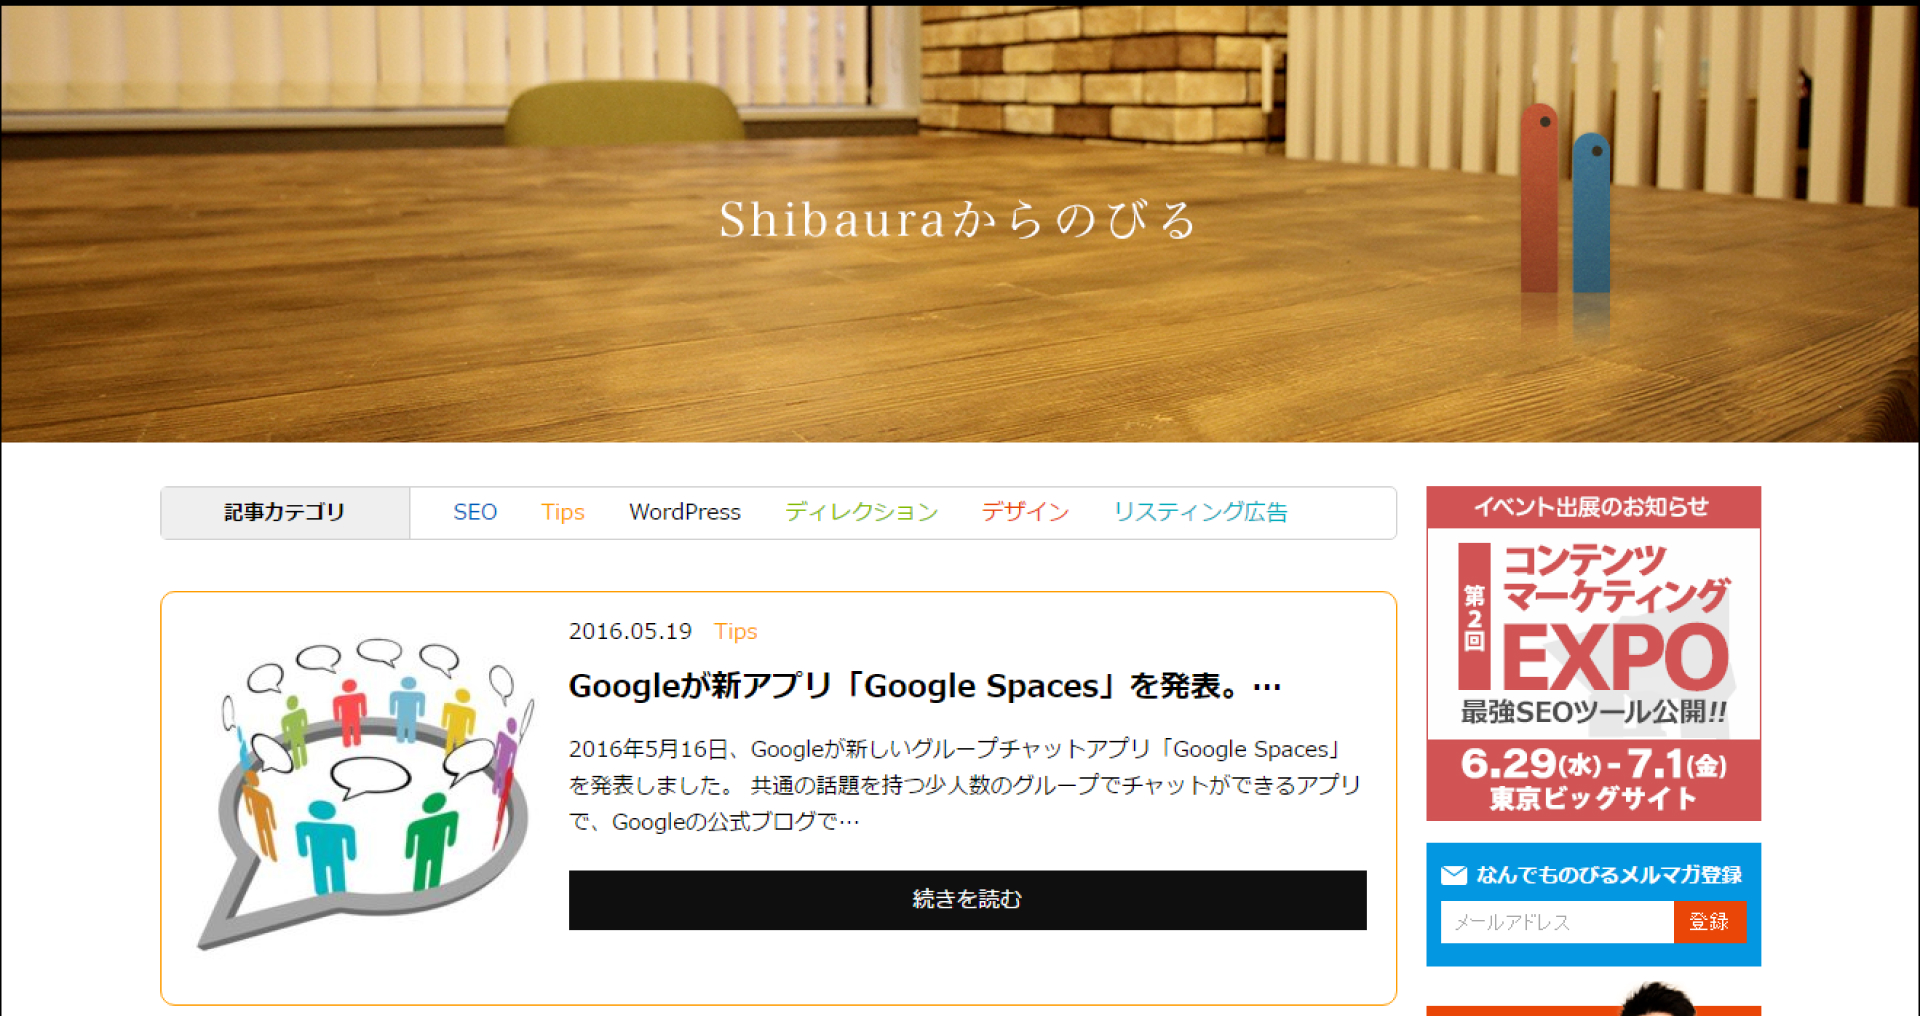 Shibauraからのびる
記事カテゴリ
SEO
Tips
WordPress
ディレクション
デザイン
リスティング広告
2016.05.19 Tips
Googleが新アプリ「Google Spaces」を発表。…
2016年5月16日、Googleが新しいグループチャットアプリ「Google Spaces」
を発表しました。 共通の話題を持つ少人数のグループでチャットができるアプリ
で、Googleの公式ブログで…
続きを読む
イベント出展のお知らせ
第2回
コンテンツ
マーケティング
EXPO
最強SEOツール公開!!
6.29(水)-7.1(金)
東京ビッグサイト
なんでものびるメルマガ登録
メールアドレス
登録